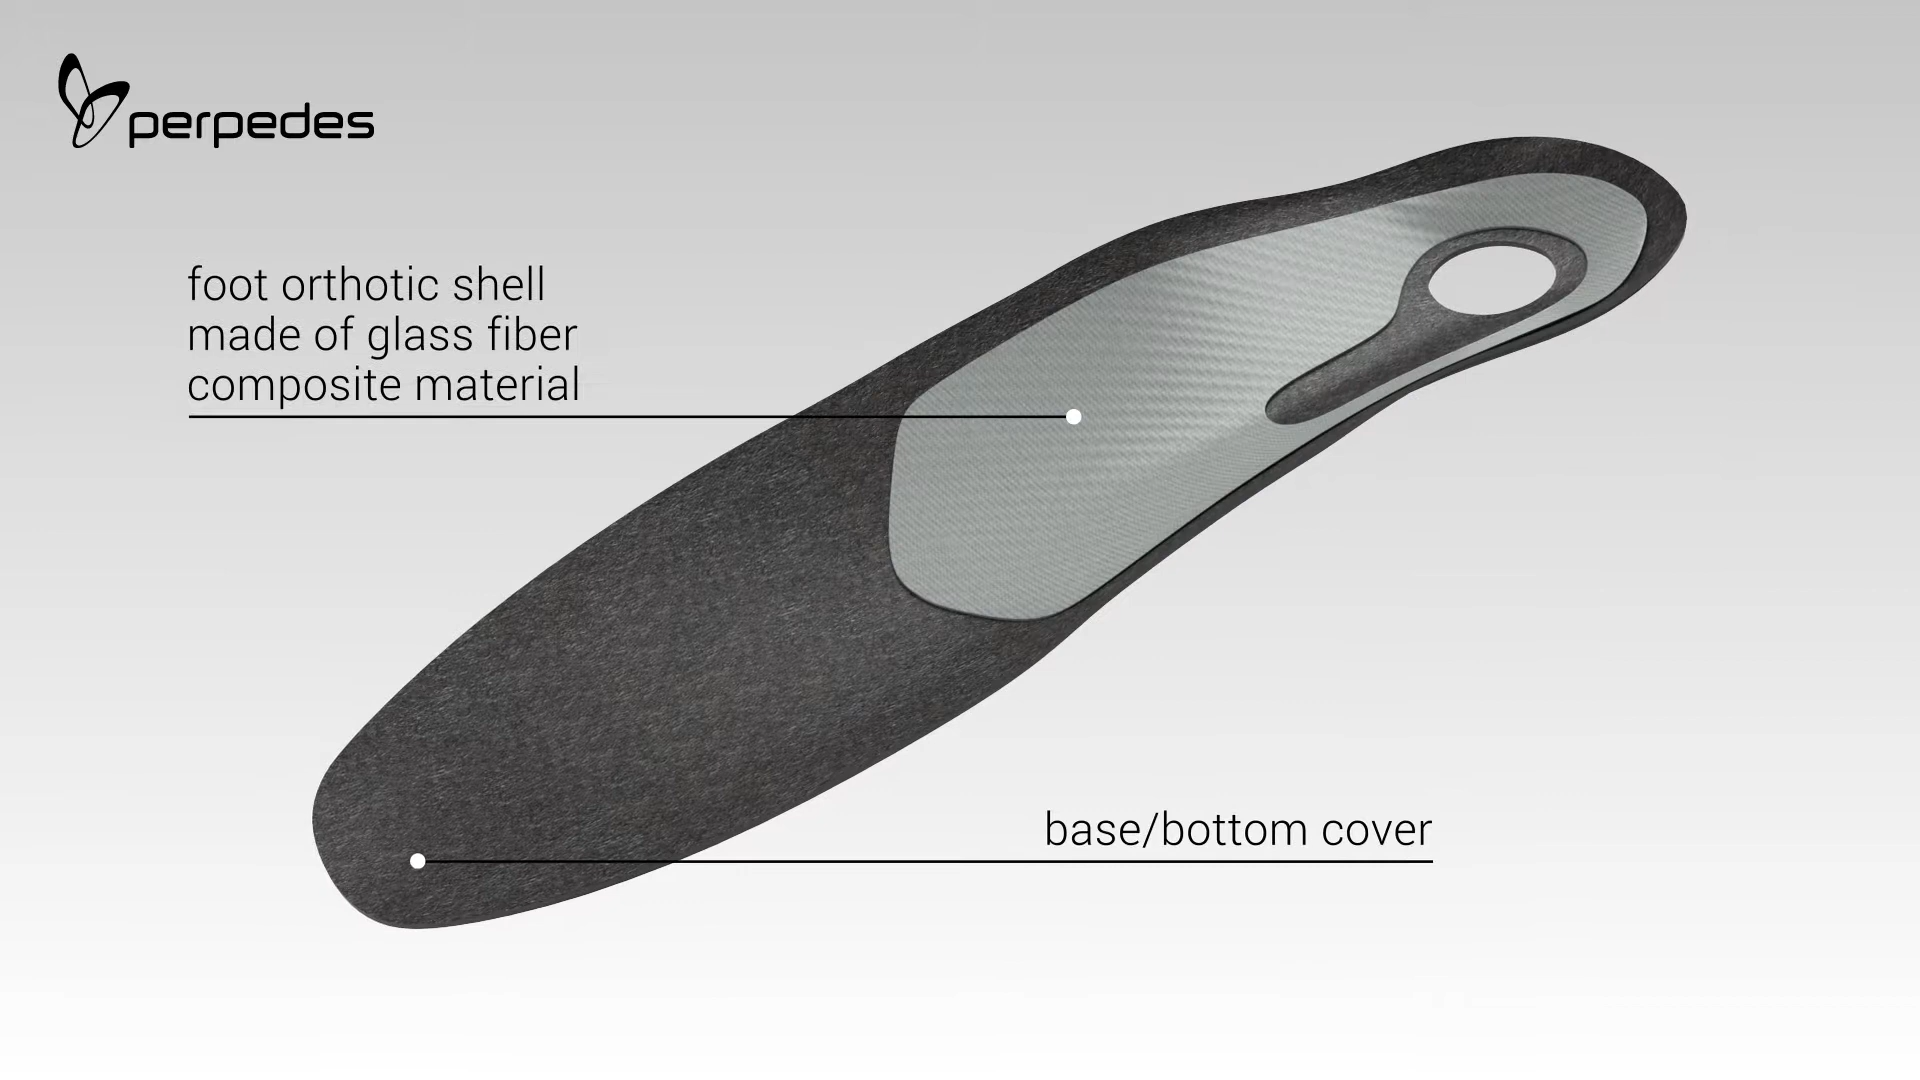 perpedes
foot orthotic shell
made of glass fiber
composite material
base/bottom cover